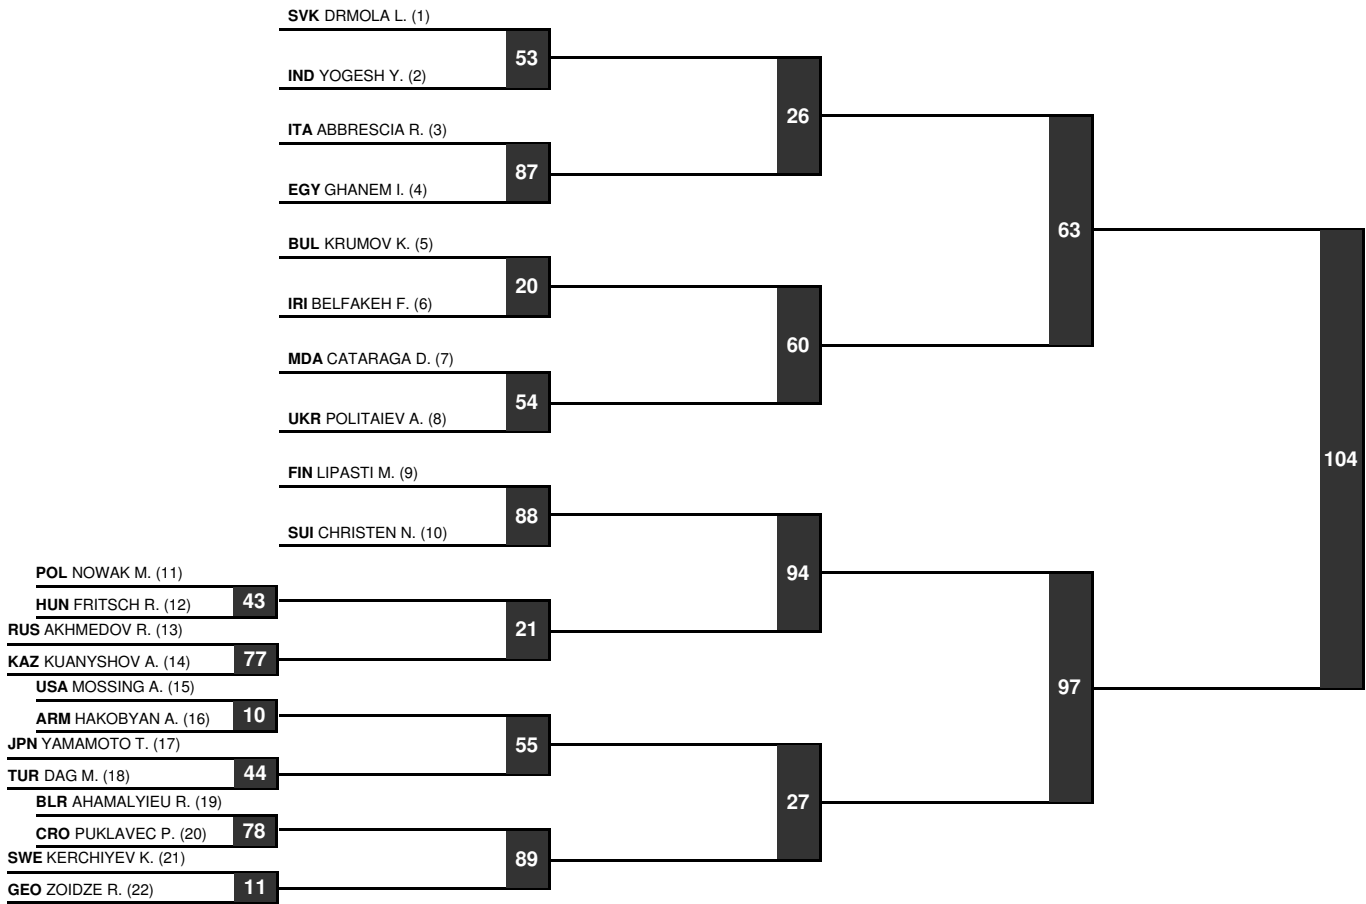 SVK DRMOLA L. (1)
53
IND YOGESH Y. (2)
26
ITA ABBRESCIA R. (3)
87
EGY GHANEM I. (4)
63
BUL KRUMOV K. (5)
20
IRI BELFAKEH F. (6)
60
MDA CATARAGA D. (7)
54
UKR POLITAIEV A. (8)
104
FIN LIPASTI M. (9)
88
SUI CHRISTEN N. (10)
94
POL NOWAK M. (11)
43
HUN FRITSCH R. (12)
21
RUS AKHMEDOV R. (13)
77
KAZ KUANYSHOV A. (14)
97
USA MOSSING A. (15)
10
ARM HAKOBYAN A. (16)
55
JPN YAMAMOTO T. (17)
44
TUR DAG M. (18)
27
BLR AHAMALYIEU R. (19)
78
CRO PUKLAVEC P. (20)
89
SWE KERCHIYEV K. (21)
11
GEO ZOIDZE R. (22)